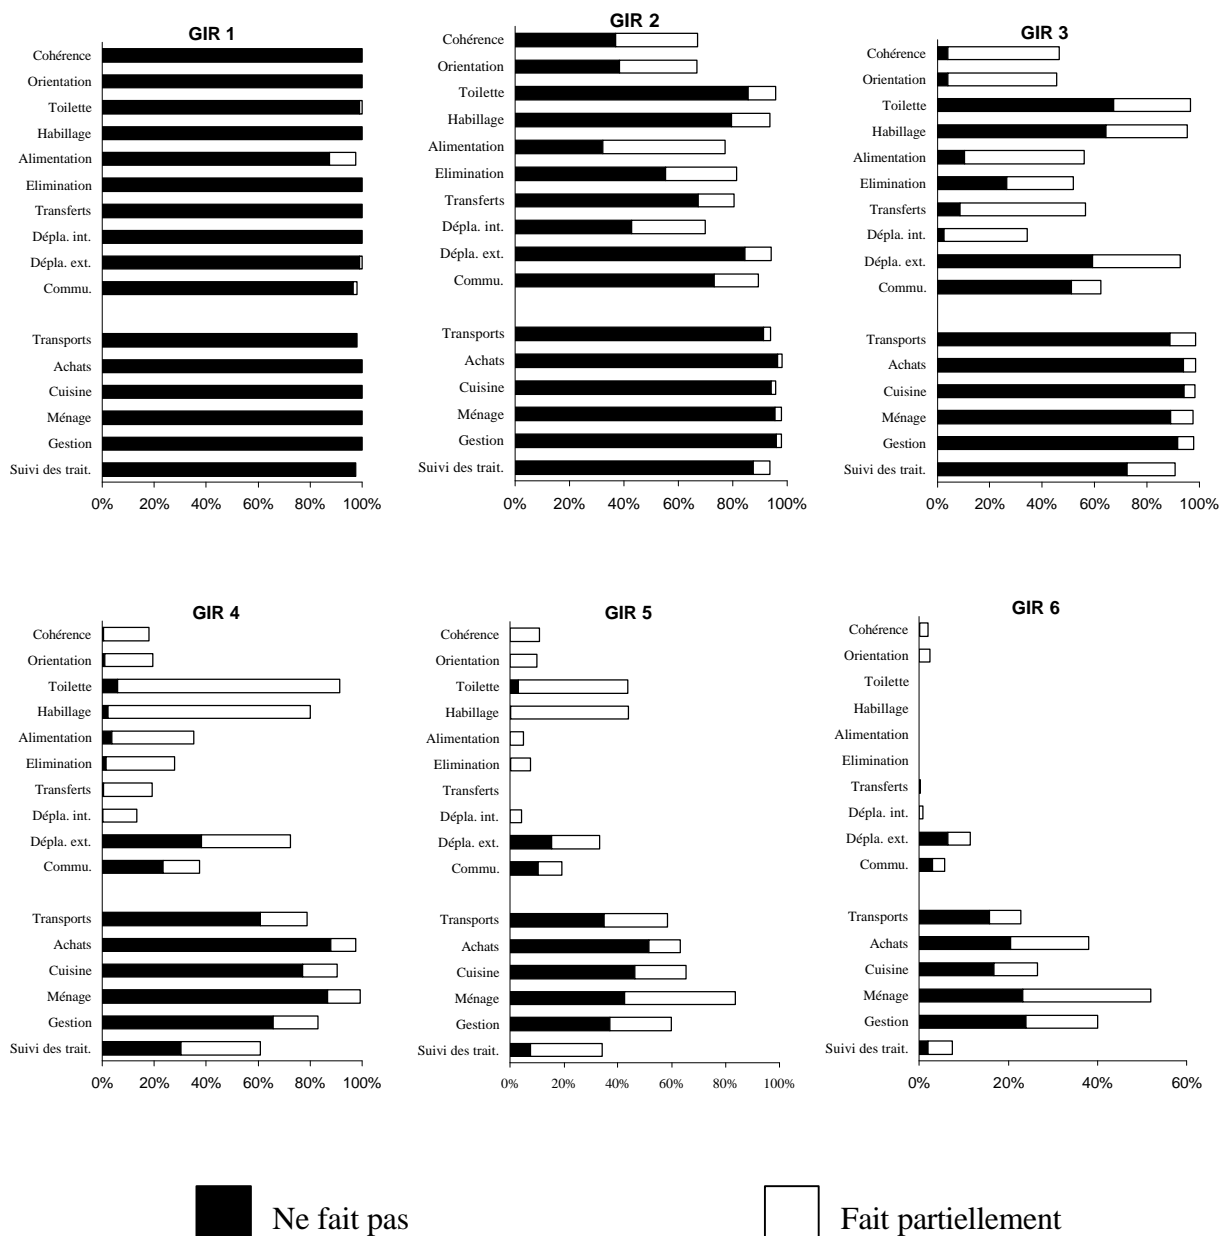 GIR 1
Cohérence
Orientation
Toilette
Habillage
Alimentation
Elimination
Transferts
Dépla. int.
Dépla. ext.
Commu.
Transports
Achats
Cuisine
Ménage
Gestion
Suivi des trait.
0% 20% 40% 60% 80% 100%
GIR 2
Cohérence
Orientation
Toilette
Habillage
Alimentation
Elimination
Transferts
Dépla. int.
Dépla. ext.
Commu.
Transports
Achats
Cuisine
Ménage
Gestion
Suivi des trait.
0% 20% 40% 60% 80% 100%
GIR 3
Cohérence
Orientation
Toilette
Habillage
Alimentation
Elimination
Transferts
Dépla. int.
Dépla. ext.
Commu.
Transports
Achats
Cuisine
Ménage
Gestion
Suivi des trait.
0% 20% 40% 60% 80% 100%
GIR 4
Cohérence
Orientation
Toilette
Habillage
Alimentation
Elimination
Transferts
Dépla. int.
Dépla. ext.
Commu.
Transports
Achats
Cuisine
Ménage
Gestion
Suivi des trait.
0% 20% 40% 60% 80% 100%
GIR 5
Cohérence
Orientation
Toilette
Habillage
Alimentation
Elimination
Transferts
Dépla. int.
Dépla. ext.
Commu.
Transports
Achats
Cuisine
Ménage
Gestion
Suivi des trait.
0% 20% 40% 60% 80% 100%
GIR 6
Cohérence
Orientation
Toilette
Habillage
Alimentation
Elimination
Transferts
Dépla. int.
Dépla. ext.
Commu.
Transports
Achats
Cuisine
Ménage
Gestion
Suivi des trait.
0% 20% 40% 60%
Ne fait pas
Fait partiellement